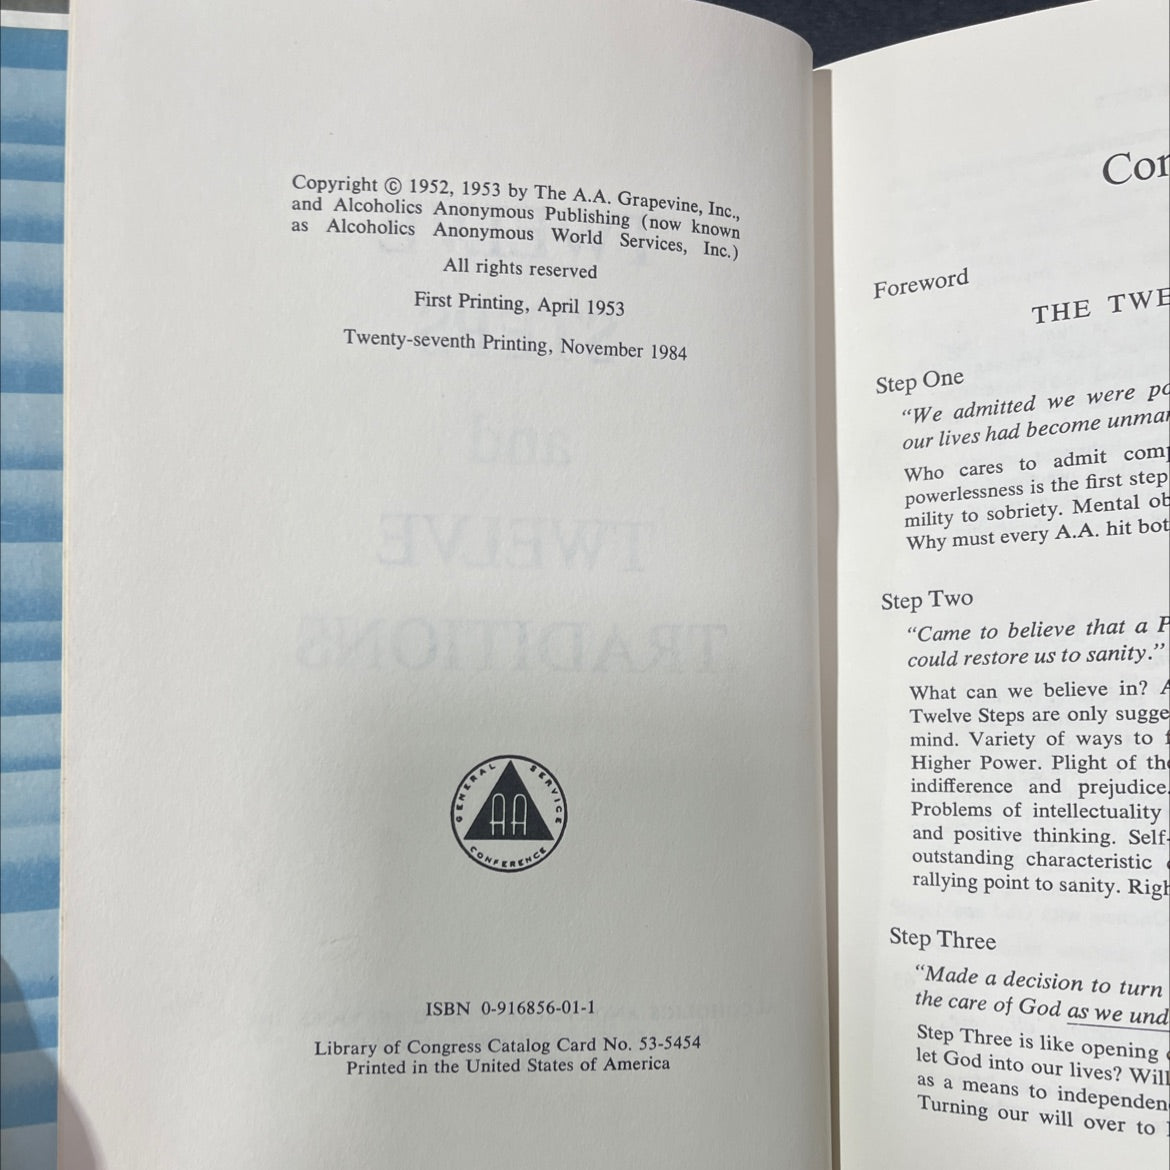 Copyright © 1952, 1953 by The A.A. Grapevine, Inc.,
and Alcoholics Anonymous Publishing (now known
as Alcoholics Anonymous World Services, Inc.)
All rights reserved
First Printing, April 1953
Twenty-seventh Printing, November 1984
and
TWELVE
TRADITIONS
GENERAL SERVICE
AA
CONFERENCE
ISBN 0-916856-01-1
Library of Congress Catalog Card No. 53-5454
Printed in the United States of America
Foreword
THE
Step One
“We admitted we were
our lives had become
Who cares to admit
powerlessness is the first step
mility to sobriety. Mental
Why must every A.A. hit
Step Two
“Came to believe that a
could restore us to sanity.”
What can we believe in?
Twelve Steps are only
mind. Variety of ways to
Higher Power. Plight of
indifference and prejudice.
Problems of intellectuality
and positive thinking. Self-
outstanding characteristic
rallying point to sanity.
Step Three
“Made a decision to turn
the care of God as we
Step Three is like opening
let God into our lives?
as a means to
Turning our will over to